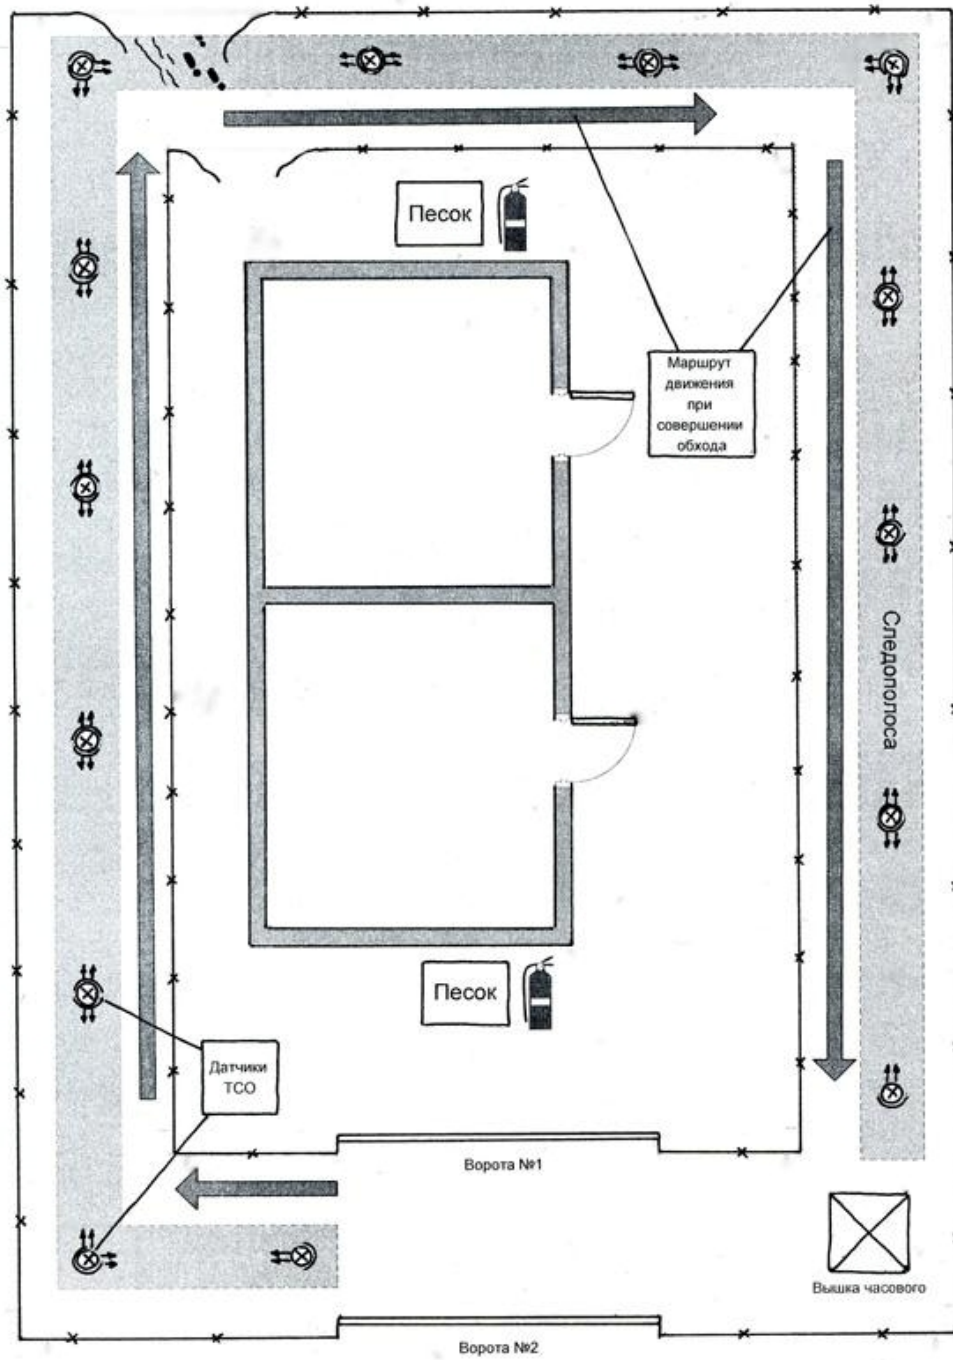 Песок
Маршрут
движения
при
совершении
обхода
Следополоса
Песок
Датчики
ТСО
Ворота №1
Вышка часового
Ворота №2